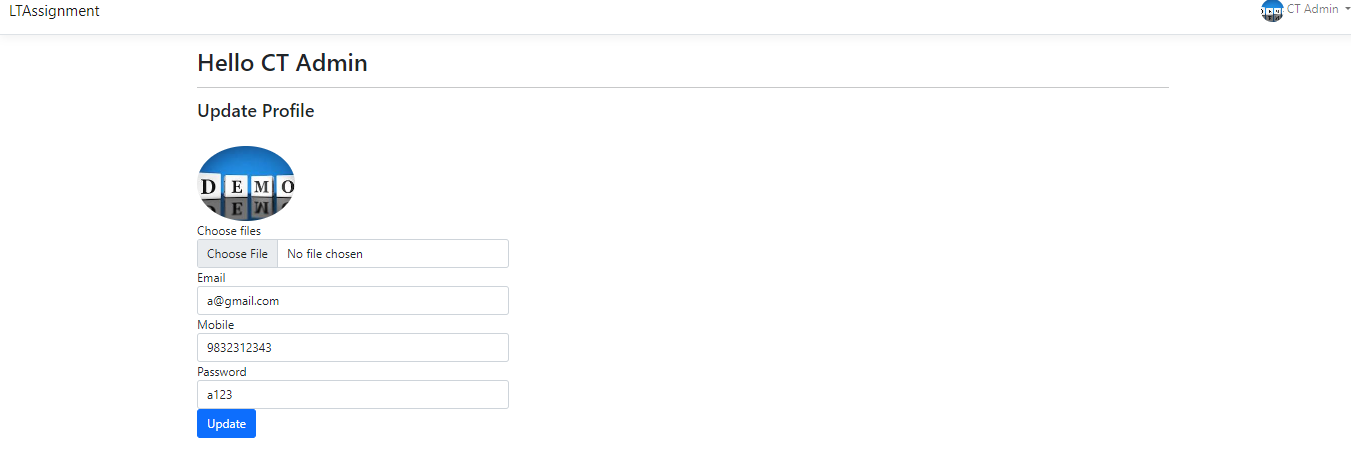 LTAssignment
CT Admin
Hello CT Admin
Update Profile
DEMO
Choose files
Choose File No file chosen
Email
a@gmail.com
Mobile
9832312343
Password
a123
Update